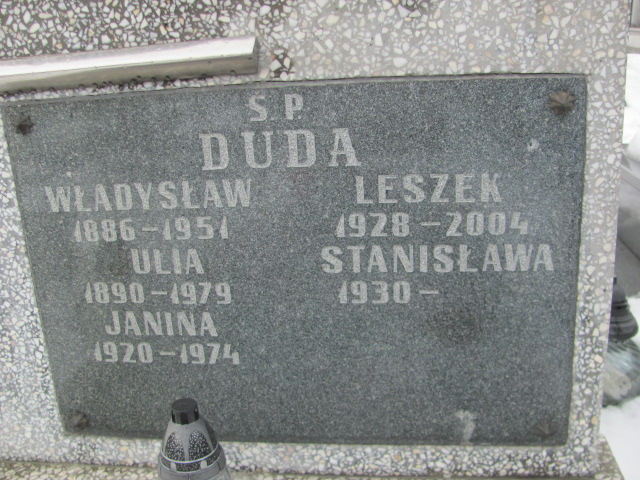 Ś.P.
DUDA
WŁADYSŁAW
1886-1951
ULIA
1890-1979
JANINA
1920-1974
LESZEK
1928-2004
STANISŁAWA
1930-